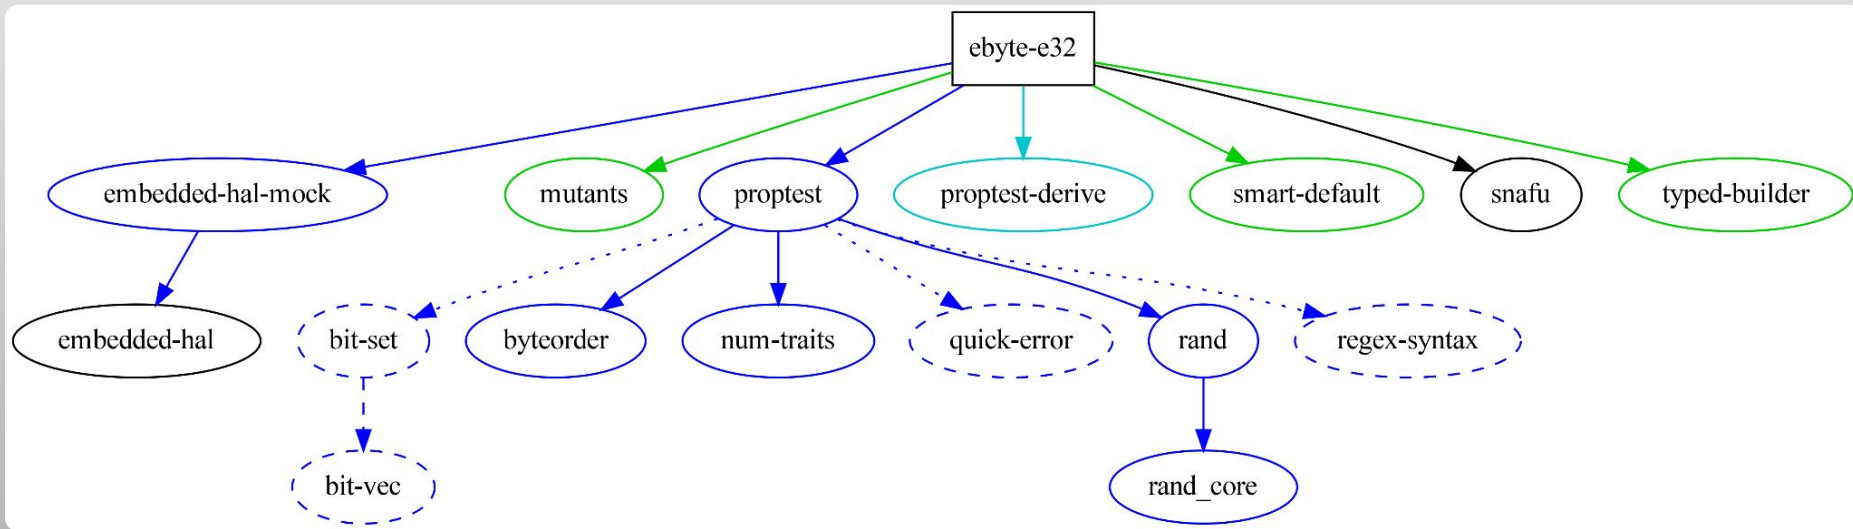 ebyte-e32
embedded-hal-mock
mutants
proptest
proptest-derive
smart-default
snafu
typed-builder
embedded-hal
bit-set
byteorder
num-traits
quick-error
rand
regex-syntax
bit-vec
rand_core